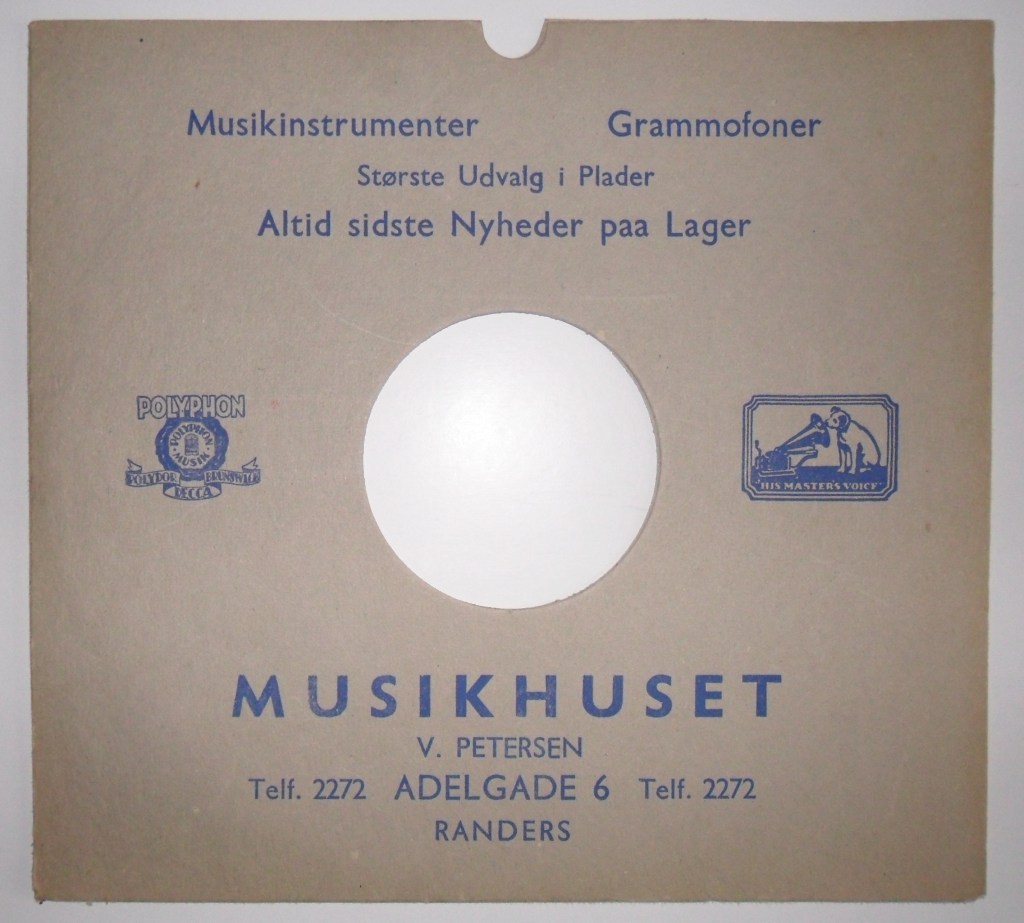 Musikinstrumenter Grammofoner
Største Udvalg i Plader
Altid sidste Nyheder paa Lager
POLYPHON
POLYPHON
MUSIK
POLYDOR BRUNSWICK
DECCA
"HIS MASTER'S VOICE"
MUSIKHUSET
V. PETERSEN
Telf. 2272 ADELGADE 6 Telf. 2272
RANDERS